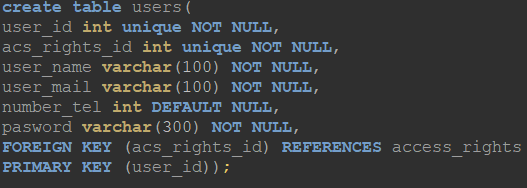 create table users(
user_id int unique NOT NULL,
acs_rights_id int unique NOT NULL,
user_name varchar(100) NOT NULL,
user_mail varchar(100) NOT NULL,
number_tel int DEFAULT NULL,
pasword varchar(300) NOT NULL,
FOREIGN KEY (acs_rights_id) REFERENCES access_rights
PRIMARY KEY (user_id));